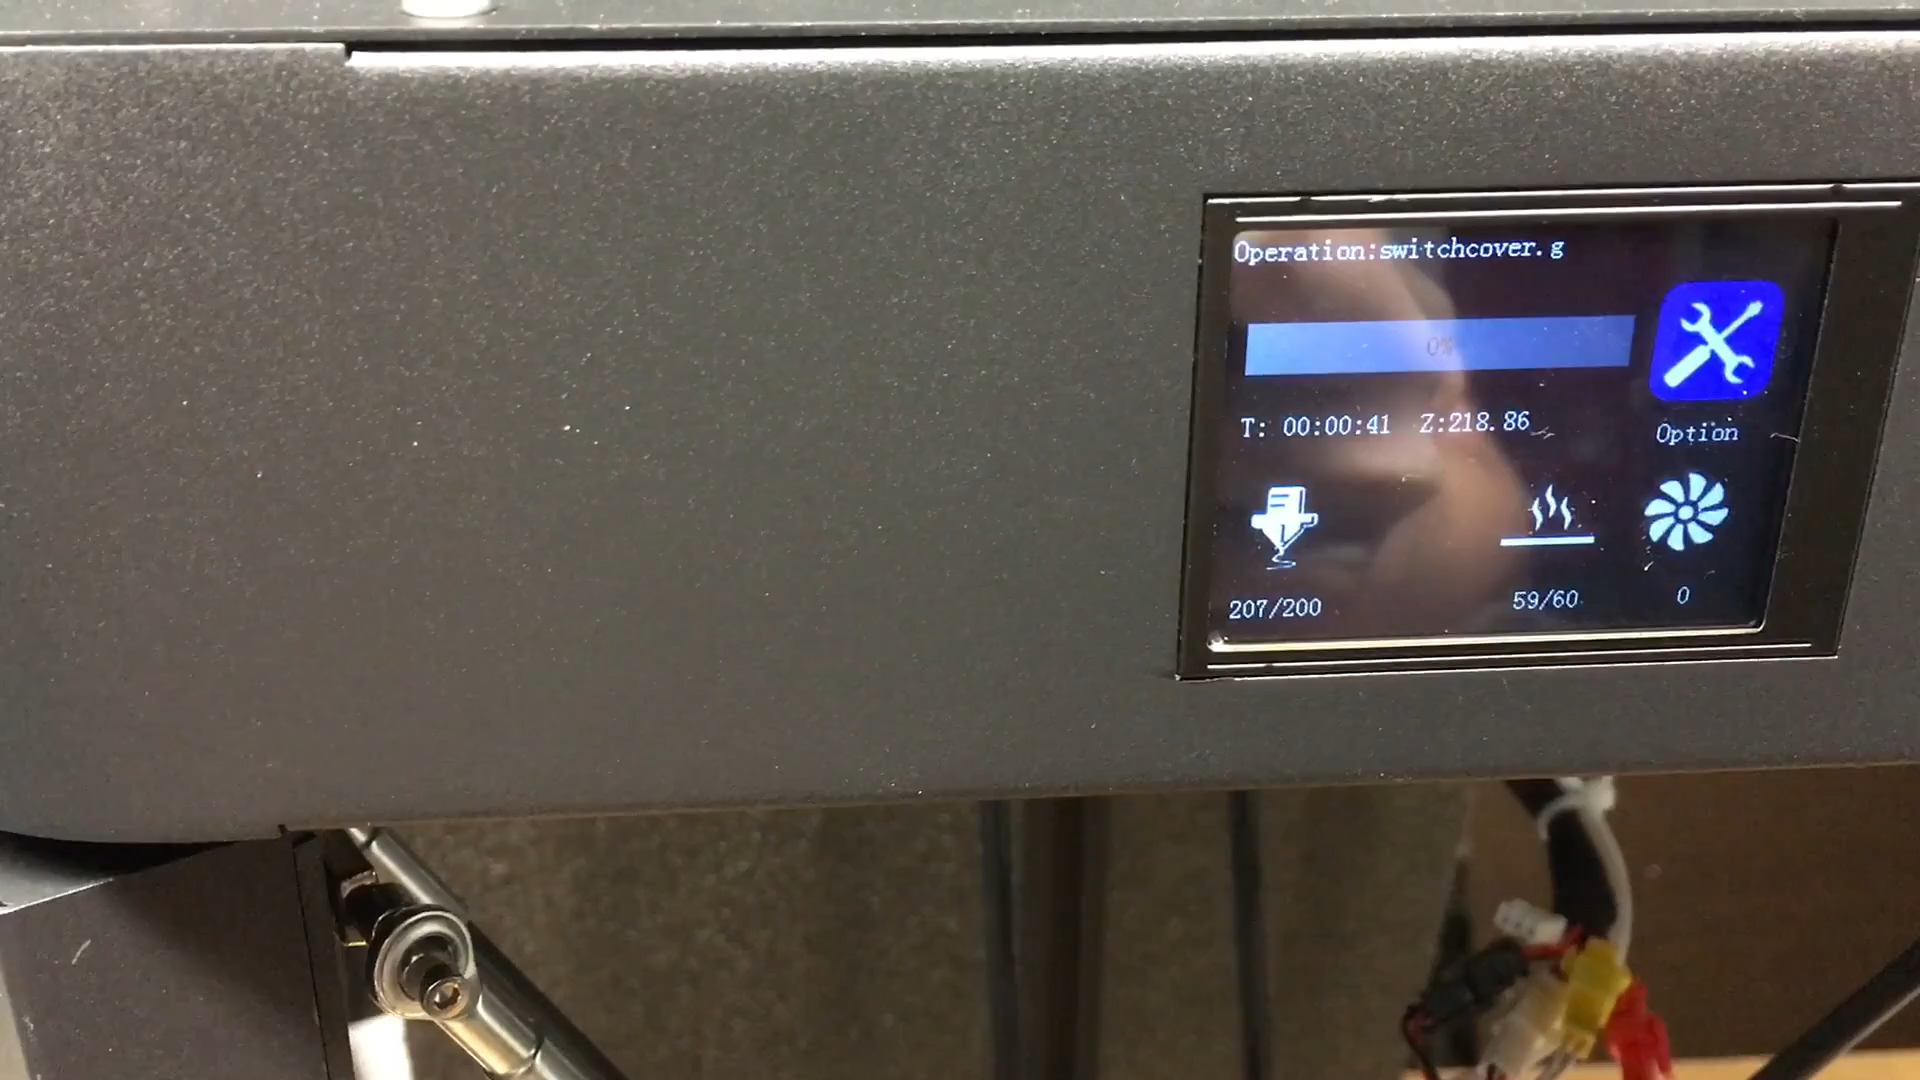 Operation:switchcover.g
0%
T: 00:00:41 Z:218.86
Option
207/200
59/60
0